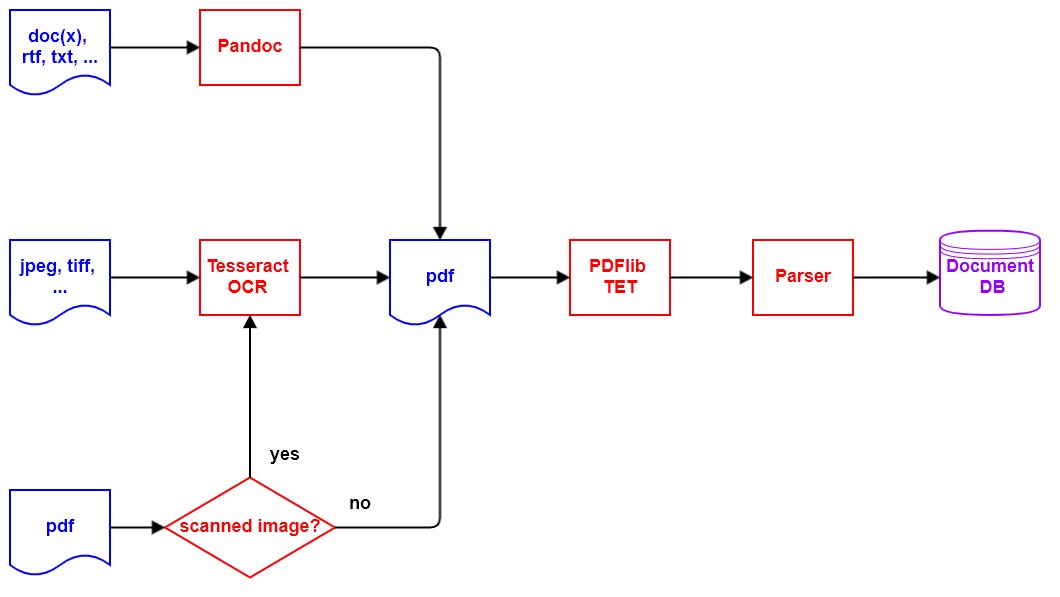 doc(x),
rtf, txt, ...
Pandoc
jpeg, tiff,
...
Tesseract
OCR
pdf
PDFlib
TET
Parser
Document
DB
yes
no
pdf
scanned image?